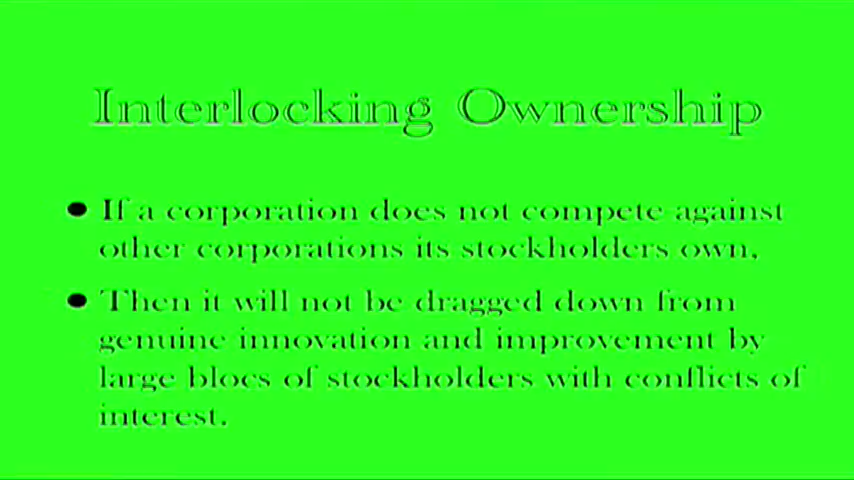 Interlocking Ownership
• If a corporation does not compete against
other corporations its stockholders own,
• Then it will not be dragged down from
genuine innovation and improvement by
large blocs of stockholders with conflicts of
interest.